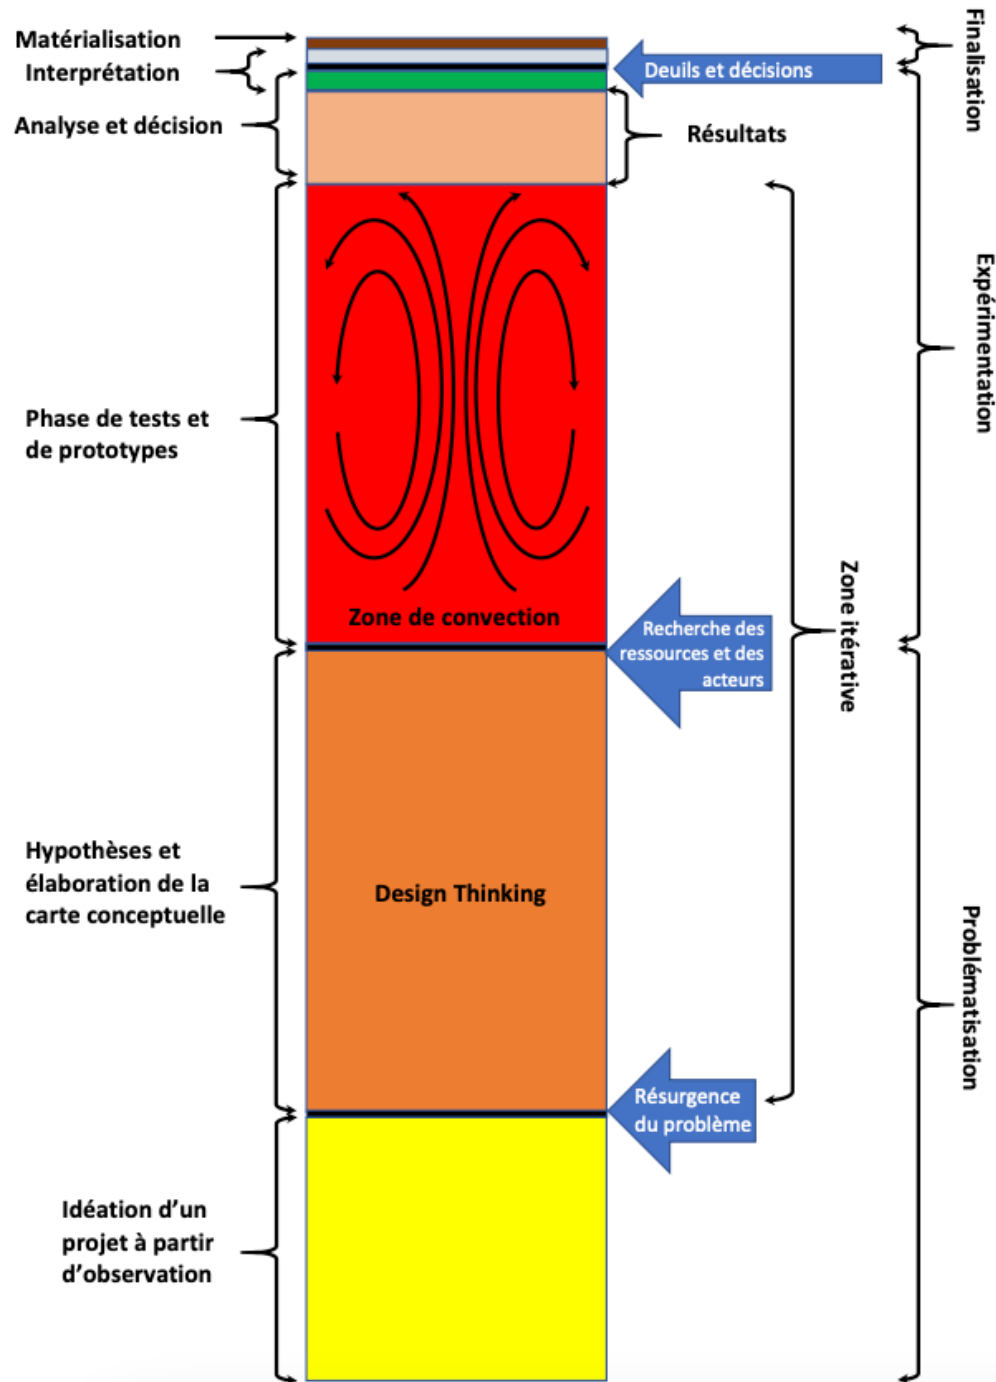 Matérialisation
Interprétation
Analyse et décision
Deuils et décisions
Résultats
Finalisation
Expérimentation
Phase de tests et
de prototypes
Zone de convection
Recherche des
ressources et des
acteurs
Zone itérative
Hypothèses et
élaboration de la
carte conceptuelle
Design Thinking
Problématisation
Résurgence
du problème
Idéation d’un
projet à partir
d’observation